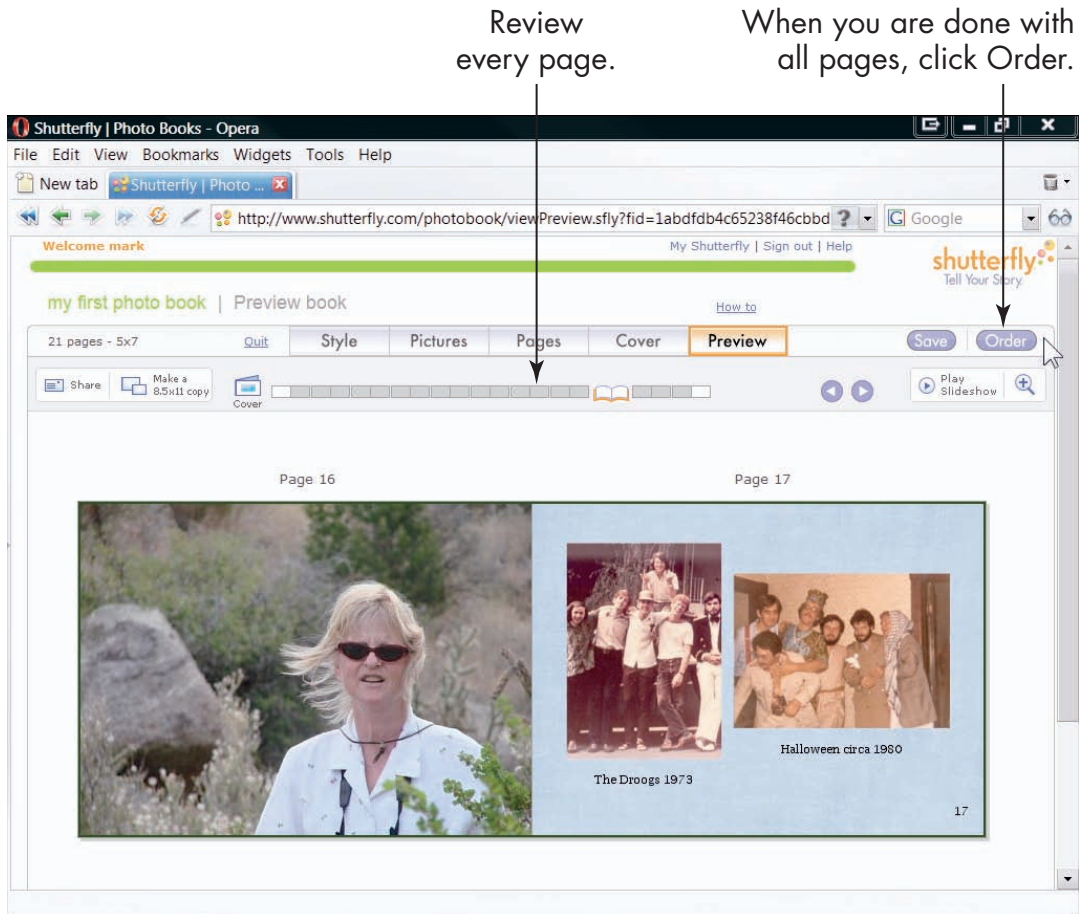 Review
every page.
When you are done with
all pages, click Order.
Shutterfly | Photo Books - Opera
File Edit View Bookmarks Widgets Tools Help
New tab Shutterfly | Photo ...
http://www.shutterfly.com/photobook/viewPreview.sfly?fid=1abdfdb4c65238f46cbbd ? G Google
Welcome mark My Shutterfly | Sign out | Help
shutterfly
Tell Your Story
my first photo book | Preview book How to
21 pages - 5x7 Quit Style Pictures Pages Cover Preview Save Order
Share Make a
8.5x11 copy
Cover
Play
Slideshow
Page 16 Page 17
The Droogs 1973
Halloween circa 1980
17